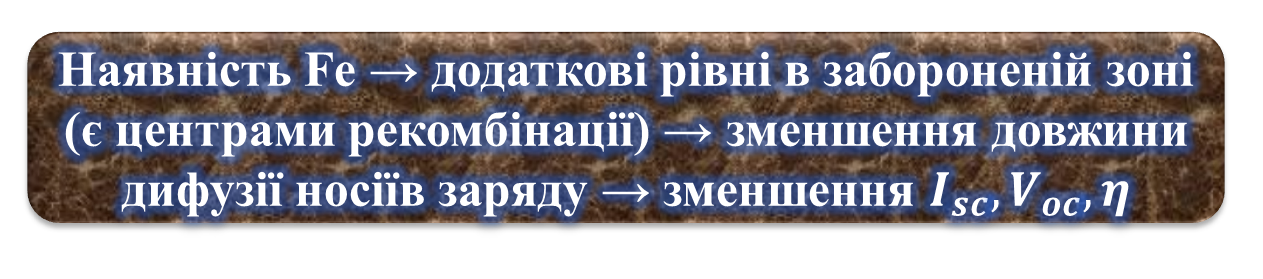 Наявність Fe → додаткові рівні в забороненій зоні
(є центрами рекомбінації) → зменшення довжини
дифузії носіїв заряду → зменшення I_sc, V_oc, η